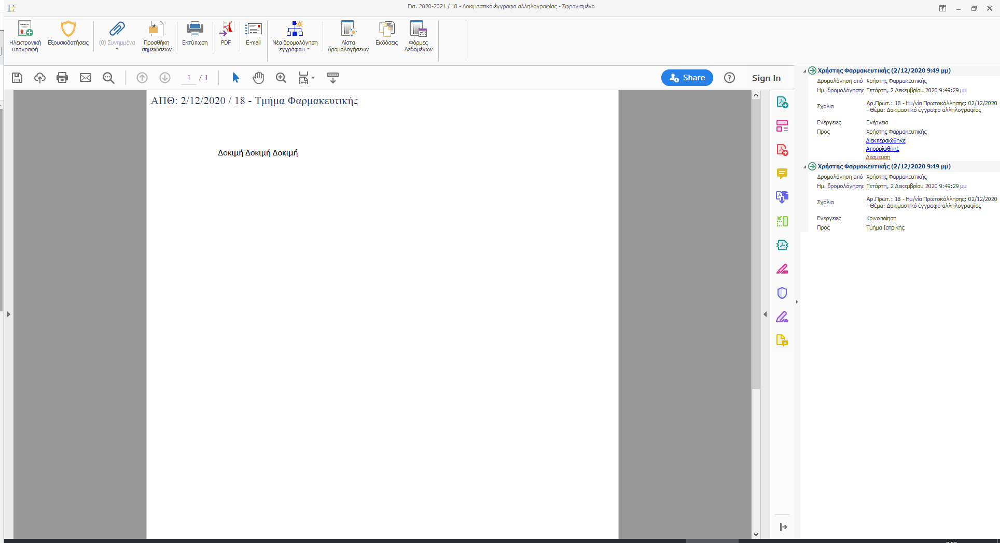 Εισ. 2020-2021 / 18 - Δοκιμαστικό έγγραφο αλληλογραφίας - Σφραγισμένο
Ηλεκτρονική
υπογραφή
Εξουσιοδοτήσεις
(0) Συνημμένα
Προσθήκη
σημειώσεων
Εκτύπωση
PDF
E-mail
Νέα δρομολόγηση
εγγράφου
Λίστα
δρομολογήσεων
Εκδόσεις
Φόρμες
Δεδομένων
1 / 1
Share
Sign In
ΑΠΘ: 2/12/2020 / 18 - Τμήμα Φαρμακευτικής
Δοκιμή Δοκιμή Δοκιμή
Χρήστης Φαρμακευτικής (2/12/2020 9:49 μμ)
Δρομολόγηση από Χρήστης Φαρμακευτικής
Ημ. δρομολόγησης Τετάρτη, 2 Δεκεμβρίου 2020 9:49:29 μμ
Σχόλια Αρ.Πρωτ.: 18 - Ημ/νία Πρωτοκόλλησης: 02/12/2020
- Θέμα: Δοκιμαστικό έγγραφο αλληλογραφίας
Ενέργειες Ενέργεια
Προς Χρήστης Φαρμακευτικής
Διεκπεραιώθηκε
Απορρίφθηκε
Δέσμευση
Χρήστης Φαρμακευτικής (2/12/2020 9:49 μμ)
Δρομολόγηση από Χρήστης Φαρμακευτικής
Ημ. δρομολόγησης Τετάρτη, 2 Δεκεμβρίου 2020 9:49:29 μμ
Σχόλια Αρ.Πρωτ.: 18 - Ημ/νία Πρωτοκόλλησης: 02/12/2020
- Θέμα: Δοκιμαστικό έγγραφο αλληλογραφίας
Ενέργειες Κοινοποίηση
Προς Τμήμα Ιατρικής